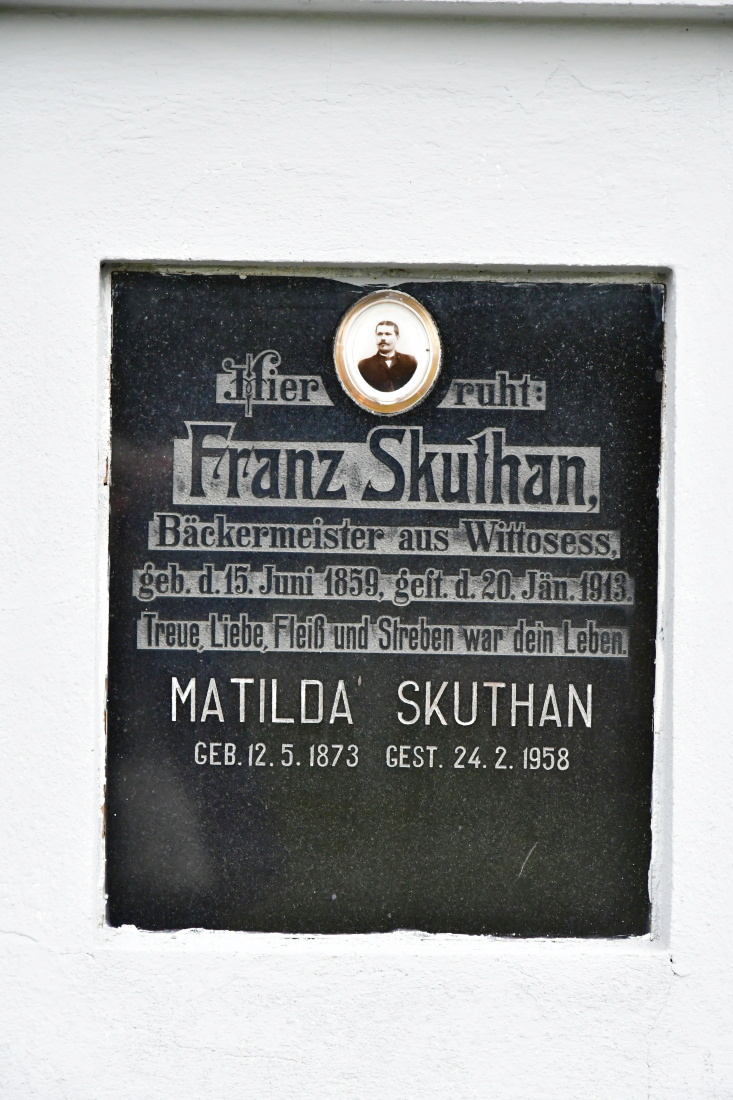 Hier ruht:
Franz Skuthan,
Bäckermeister aus Wittosess,
geb. d. 15. Juni 1859, gest. d. 20. Jän. 1913.
Treue, Liebe, Fleiß und Streben war dein Leben.
MATILDA SKUTHAN
GEB. 12. 5. 1873 GEST. 24. 2. 1958